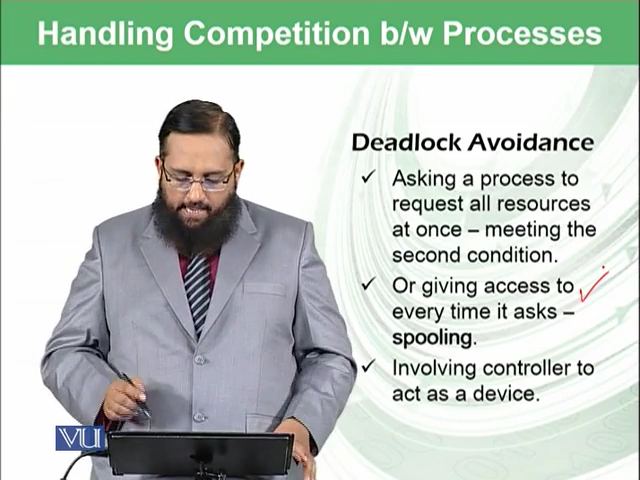 Handling Competition b/w Processes
Deadlock Avoidance
✓ Asking a process to
request all resources
at once – meeting the
second condition.
✓ Or giving access to
every time it asks –
spooling.
✓ Involving controller to
act as a device.
VU